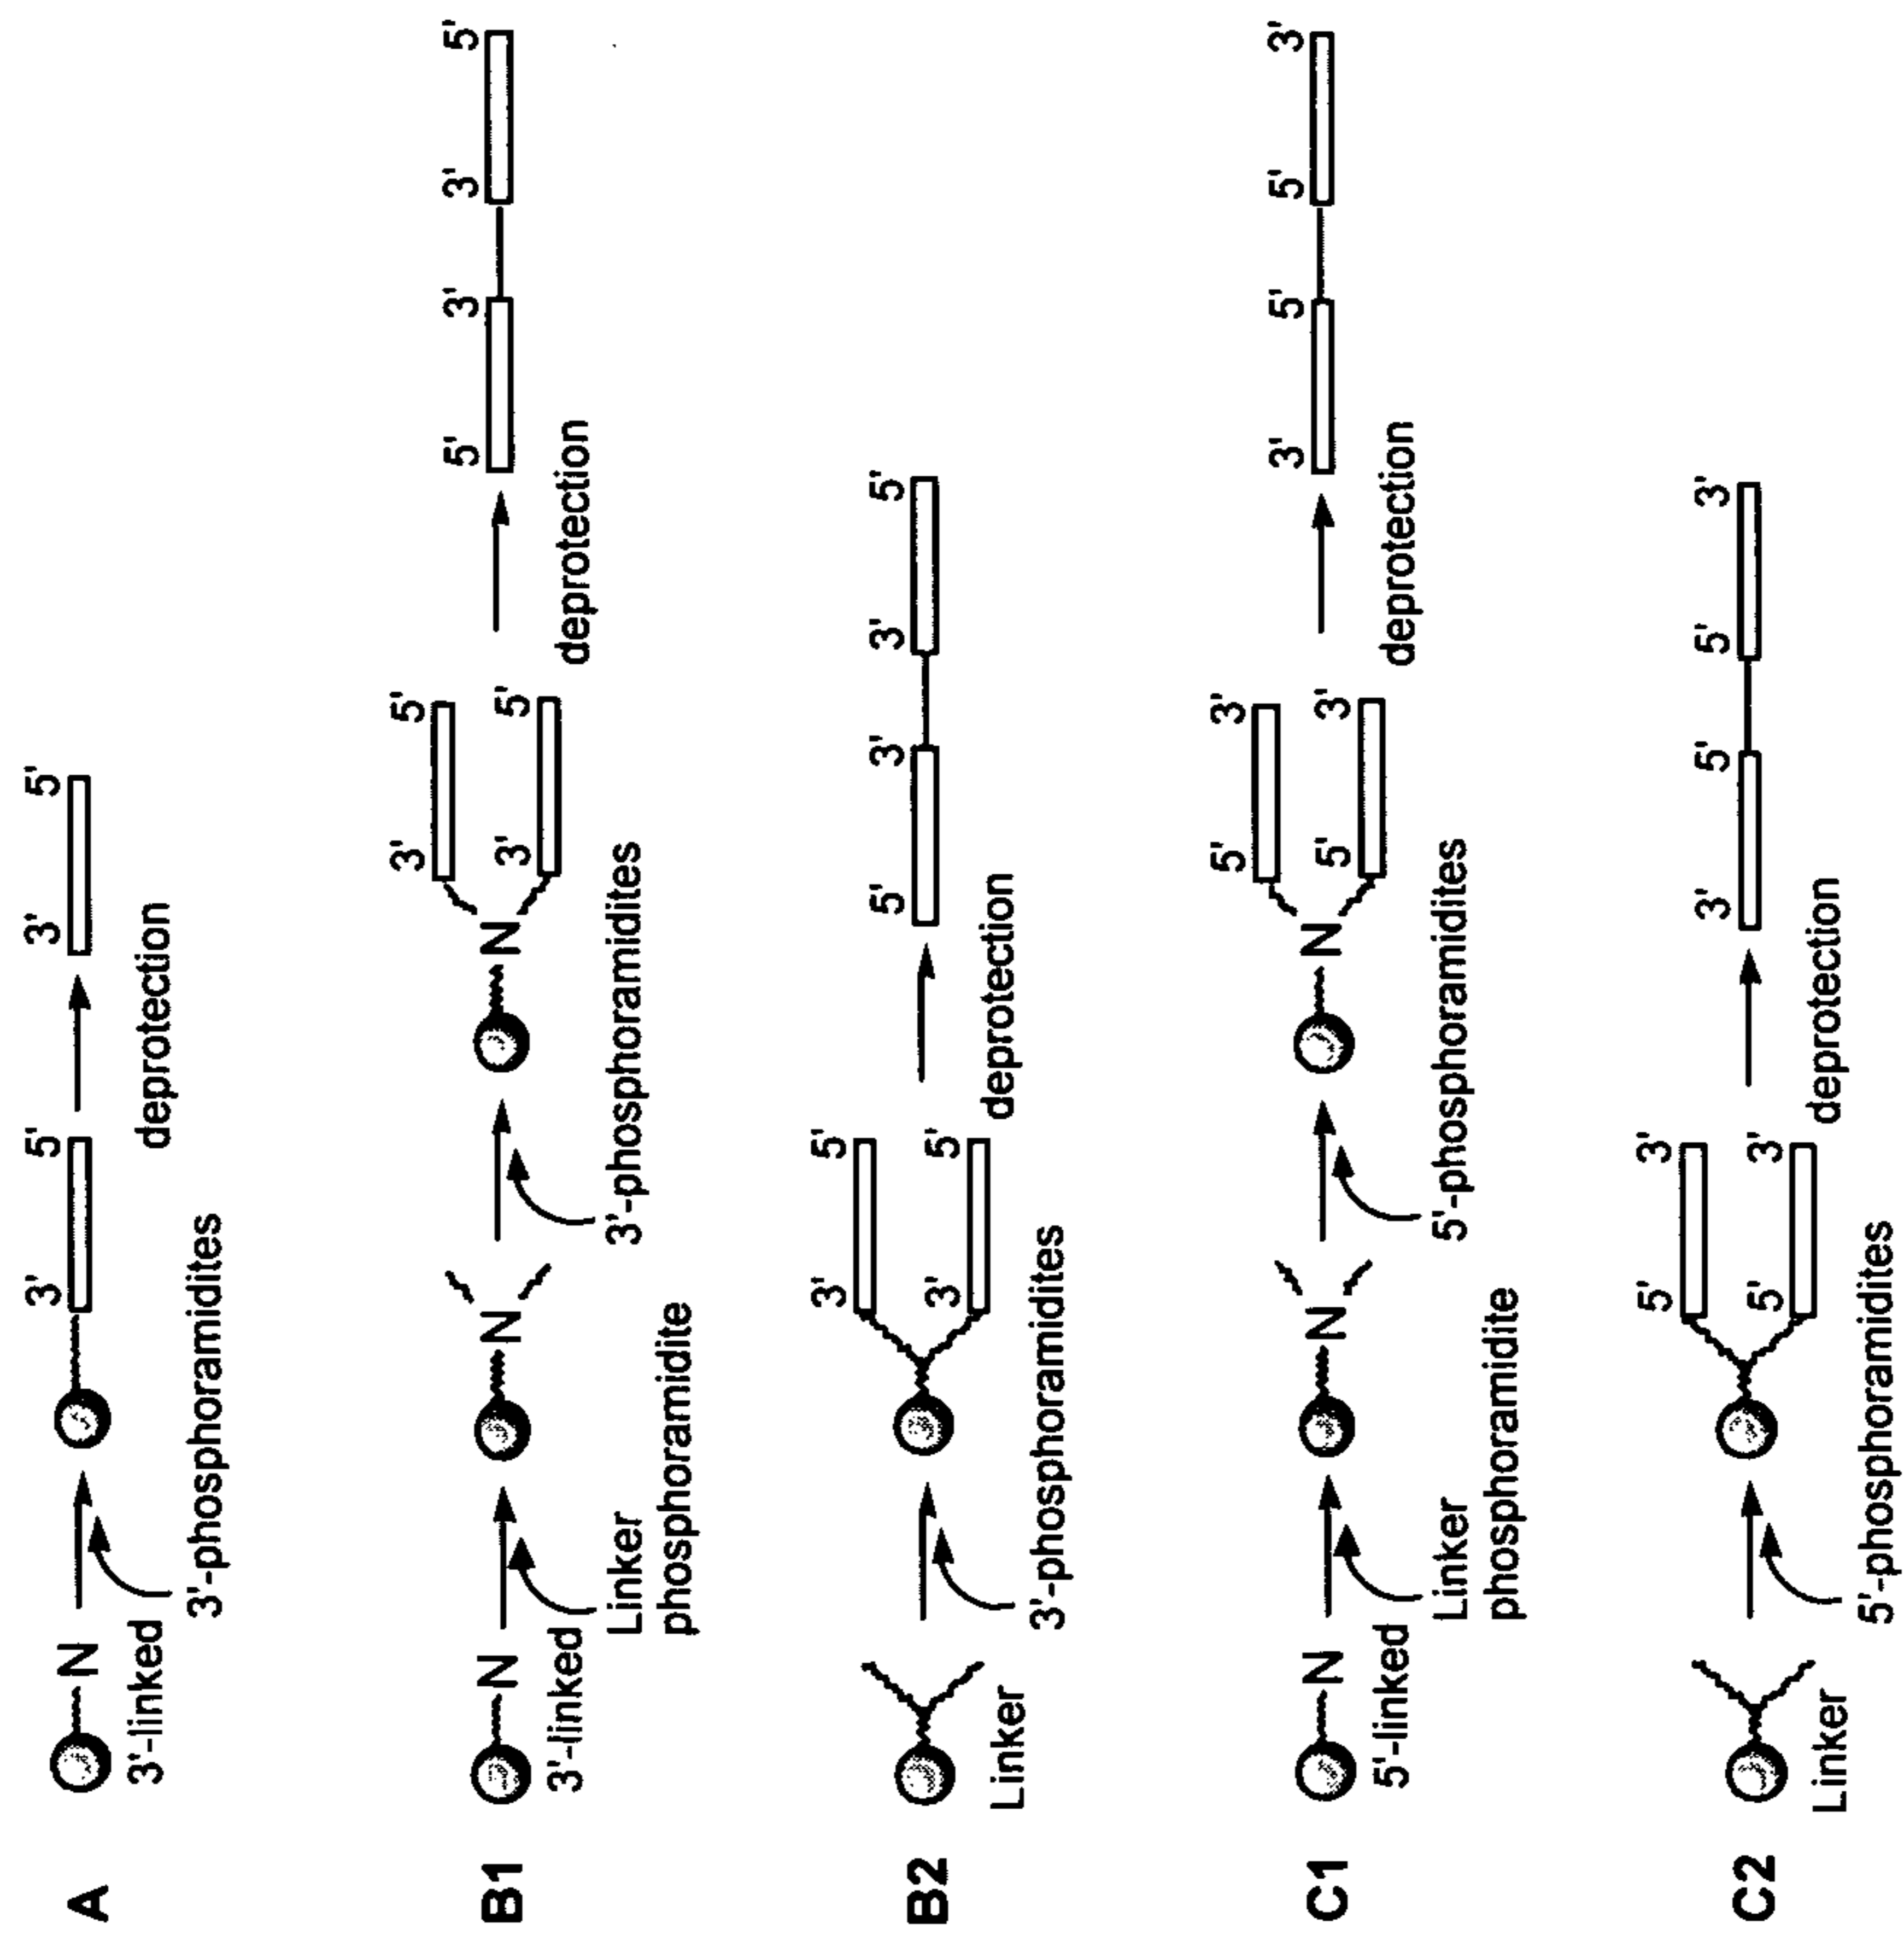 A
N
3'-linked
3'-phosphoramidites
3' 5'
deprotection
3' 5'
B1
N
3'-linked
Linker
phosphoramidite
N
3'-phosphoramidites
N
3' 5'
3' 5'
deprotection
5' 3' 3' 5'
B2
Linker
3'-phosphoramidites
3' 5'
3' 5'
deprotection
5' 3' 3' 5'
C1
N
5'-linked
Linker
phosphoramidite
N
5'-phosphoramidites
N
5' 3'
5' 3'
deprotection
3' 5' 5' 3'
C2
Linker
5'-phosphoramidites
5' 3'
5' 3'
deprotection
3' 5' 5' 3'